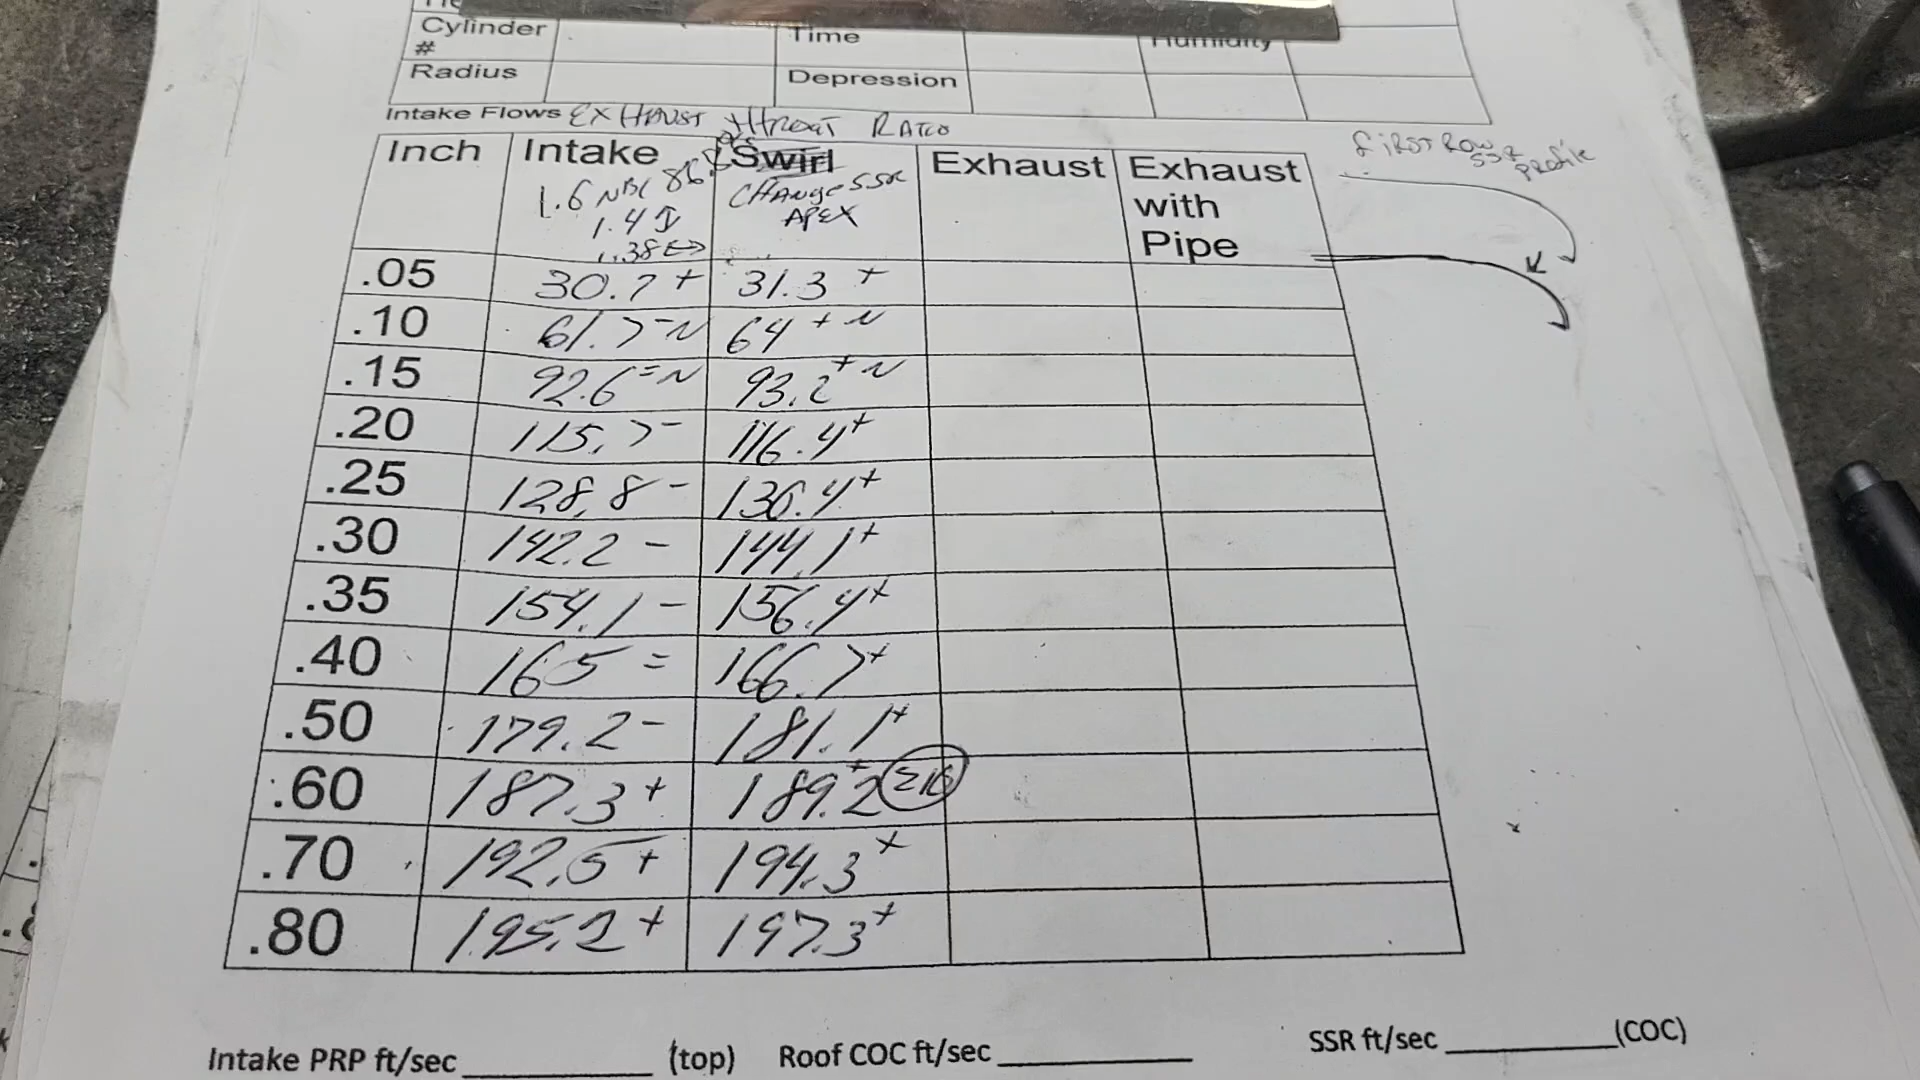 Cylinder # Time Humidity
Radius Depression
Intake Flows EXHAUST THROAT RATIO
Inch Intake Swirl Exhaust Exhaust with Pipe
1.6 86. CHANGE SSR APEX
1.4
1.38
FIRST ROW SSR PROFILE
.05 30.7+ 31.3+
.10 61.7-N 64+N
.15 92.6=N 93.2+N
.20 115.7- 116.4+
.25 128.8- 130.4+
.30 142.2- 144.1+
.35 154.1- 156.4+
.40 165= 166.7+
.50 179.2- 181.1+
.60 187.3+ 189.2+
.70 192.5+ 194.3+
.80 195.2+ 197.3+
Intake PRP ft/sec (top) Roof COC ft/sec SSR ft/sec (COC)